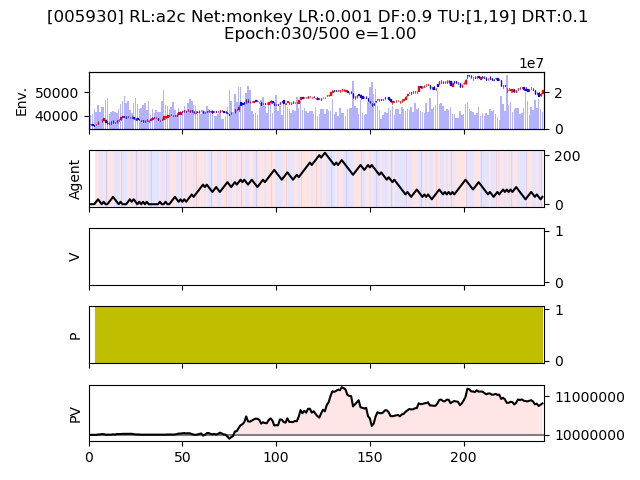 [005930] RL:a2c Net:monkey LR:0.001 DF:0.9 TU:[1,19] DRT:0.1
Epoch:030/500 e=1.00
1e7
Env.
50000
40000
2
0
Agent
200
0
V
1
0
P
1
0
PV
11000000
10000000
0
50
100
150
200